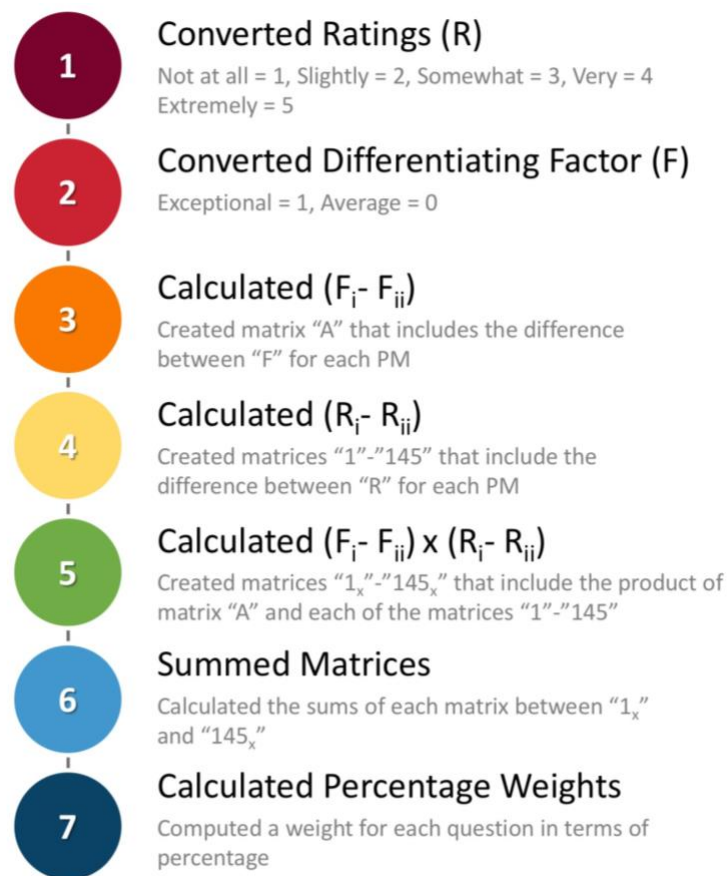 1
Converted Ratings (R)
Not at all = 1, Slightly = 2, Somewhat = 3, Very = 4
Extremely = 5
2
Converted Differentiating Factor (F)
Exceptional = 1, Average = 0
3
Calculated (Fi- Fii)
Created matrix “A” that includes the difference
between “F” for each PM
4
Calculated (Ri- Rii)
Created matrices “1”-”145” that include the
difference between “R” for each PM
5
Calculated (Fi- Fii) x (Ri- Rii)
Created matrices “1x”-”145x” that include the product of
matrix “A” and each of the matrices “1”-”145”
6
Summed Matrices
Calculated the sums of each matrix between “1x”
and “145x”
7
Calculated Percentage Weights
Computed a weight for each question in terms of
percentage